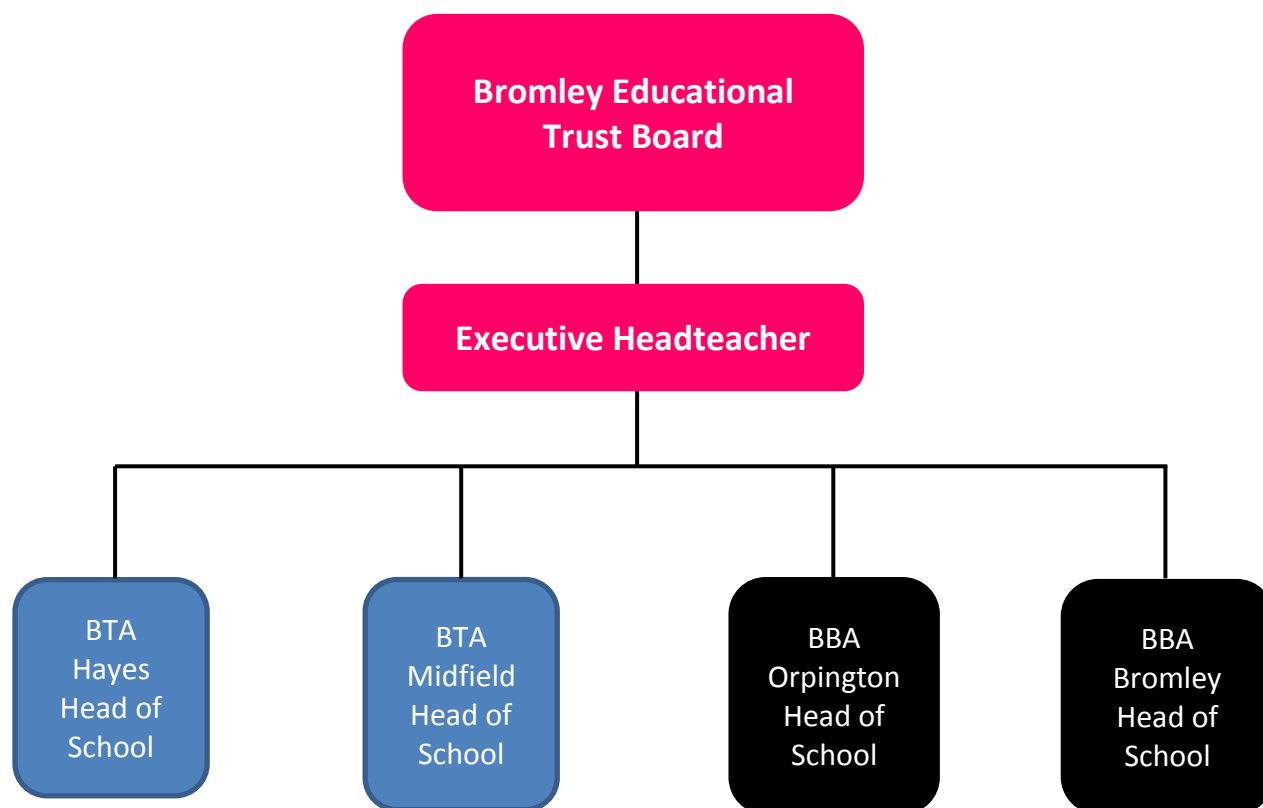 Bromley Educational
Trust Board
Executive Headteacher
BTA
Hayes
Head of
School
BTA
Midfield
Head of
School
BBA
Orpington
Head of
School
BBA
Bromley
Head of
School